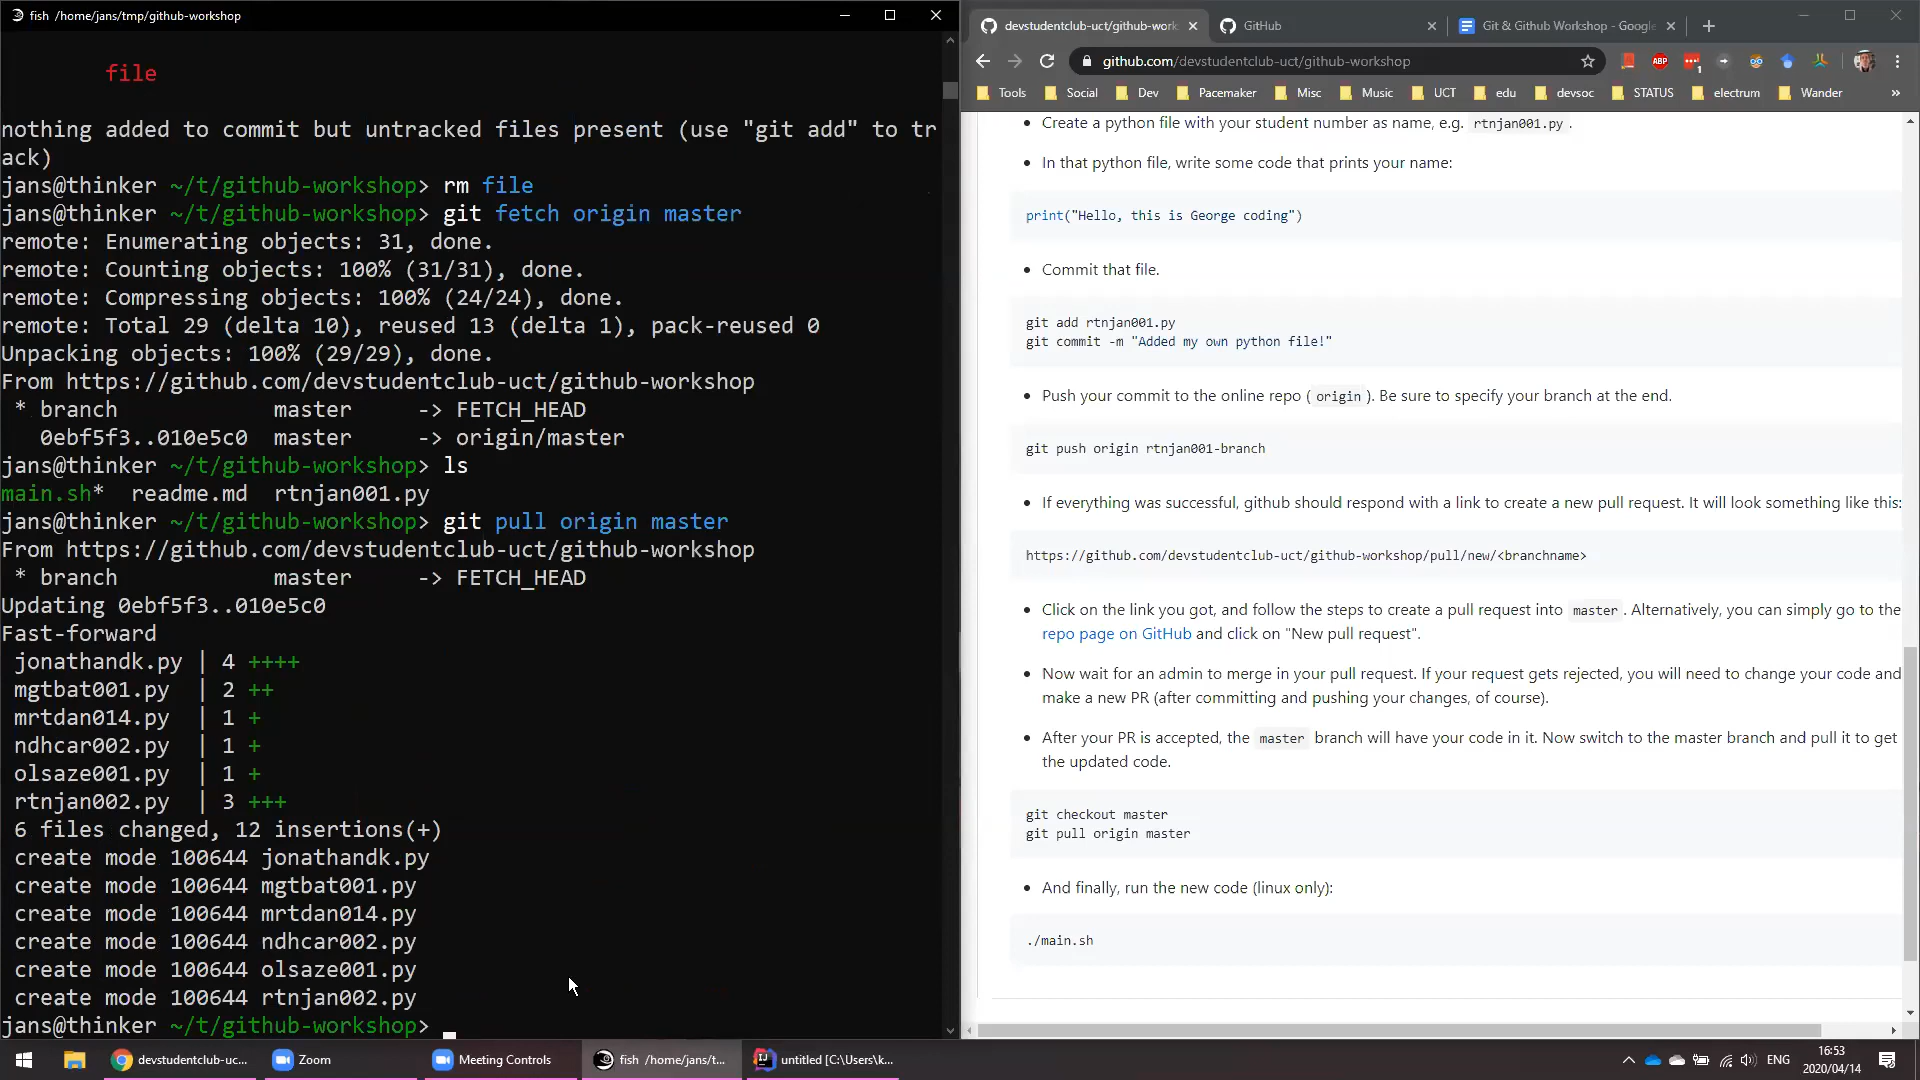 fish /home/jans/tmp/github-workshop
file
nothing added to commit but untracked files present (use "git add" to tr
ack)
jans@thinker ~/t/github-workshop> rm file
jans@thinker ~/t/github-workshop> git fetch origin master
remote: Enumerating objects: 31, done.
remote: Counting objects: 100% (31/31), done.
remote: Compressing objects: 100% (24/24), done.
remote: Total 29 (delta 10), reused 13 (delta 1), pack-reused 0
Unpacking objects: 100% (29/29), done.
From https://github.com/devstudentclub-uct/github-workshop
* branch master -> FETCH_HEAD
0ebf5f3..010e5c0 master -> origin/master
jans@thinker ~/t/github-workshop> ls
main.sh* readme.md rtnjan001.py
jans@thinker ~/t/github-workshop> git pull origin master
From https://github.com/devstudentclub-uct/github-workshop
* branch master -> FETCH_HEAD
Updating 0ebf5f3..010e5c0
Fast-forward
jonathandk.py | 4 ++++
mgtbat001.py | 2 ++
mrtdan014.py | 1 +
ndhcar002.py | 1 +
olsaze001.py | 1 +
rtnjan002.py | 3 +++
6 files changed, 12 insertions(+)
create mode 100644 jonathandk.py
create mode 100644 mgtbat001.py
create mode 100644 mrtdan014.py
create mode 100644 ndhcar002.py
create mode 100644 olsaze001.py
create mode 100644 rtnjan002.py
jans@thinker ~/t/github-workshop>
devstudentclub-uct/github-work
GitHub
Git & Github Workshop - Google
github.com/devstudentclub-uct/github-workshop
ABP
1
Tools Social Dev Pacemaker Misc Music UCT edu devsoc STATUS electrum Wander »
• Create a python file with your student number as name, e.g. rtnjan001.py .
• In that python file, write some code that prints your name:
print("Hello, this is George coding")
• Commit that file.
git add rtnjan001.py
git commit -m "Added my own python file!"
• Push your commit to the online repo ( origin ). Be sure to specify your branch at the end.
git push origin rtnjan001-branch
• If everything was successful, github should respond with a link to create a new pull request. It will look something like this:
https://github.com/devstudentclub-uct/github-workshop/pull/new/<branchname>
• Click on the link you got, and follow the steps to create a pull request into master . Alternatively, you can simply go to the
repo page on GitHub and click on "New pull request".
• Now wait for an admin to merge in your pull request. If your request gets rejected, you will need to change your code and
make a new PR (after committing and pushing your changes, of course).
• After your PR is accepted, the master branch will have your code in it. Now switch to the master branch and pull it to get
the updated code.
git checkout master
git pull origin master
• And finally, run the new code (linux only):
./main.sh
devstudentclub-uc...
Zoom
Meeting Controls
fish /home/jans/t...
untitled [C:\Users\k...
ENG
16:53
2020/04/14